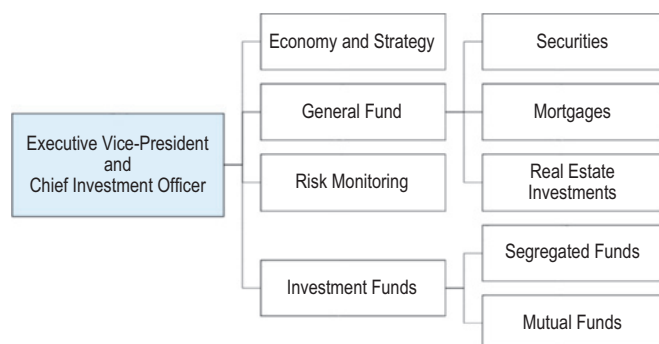 Executive Vice-President
and
Chief Investment Officer
Economy and Strategy
General Fund
Risk Monitoring
Investment Funds
Securities
Mortgages
Real Estate
Investments
Segregated Funds
Mutual Funds